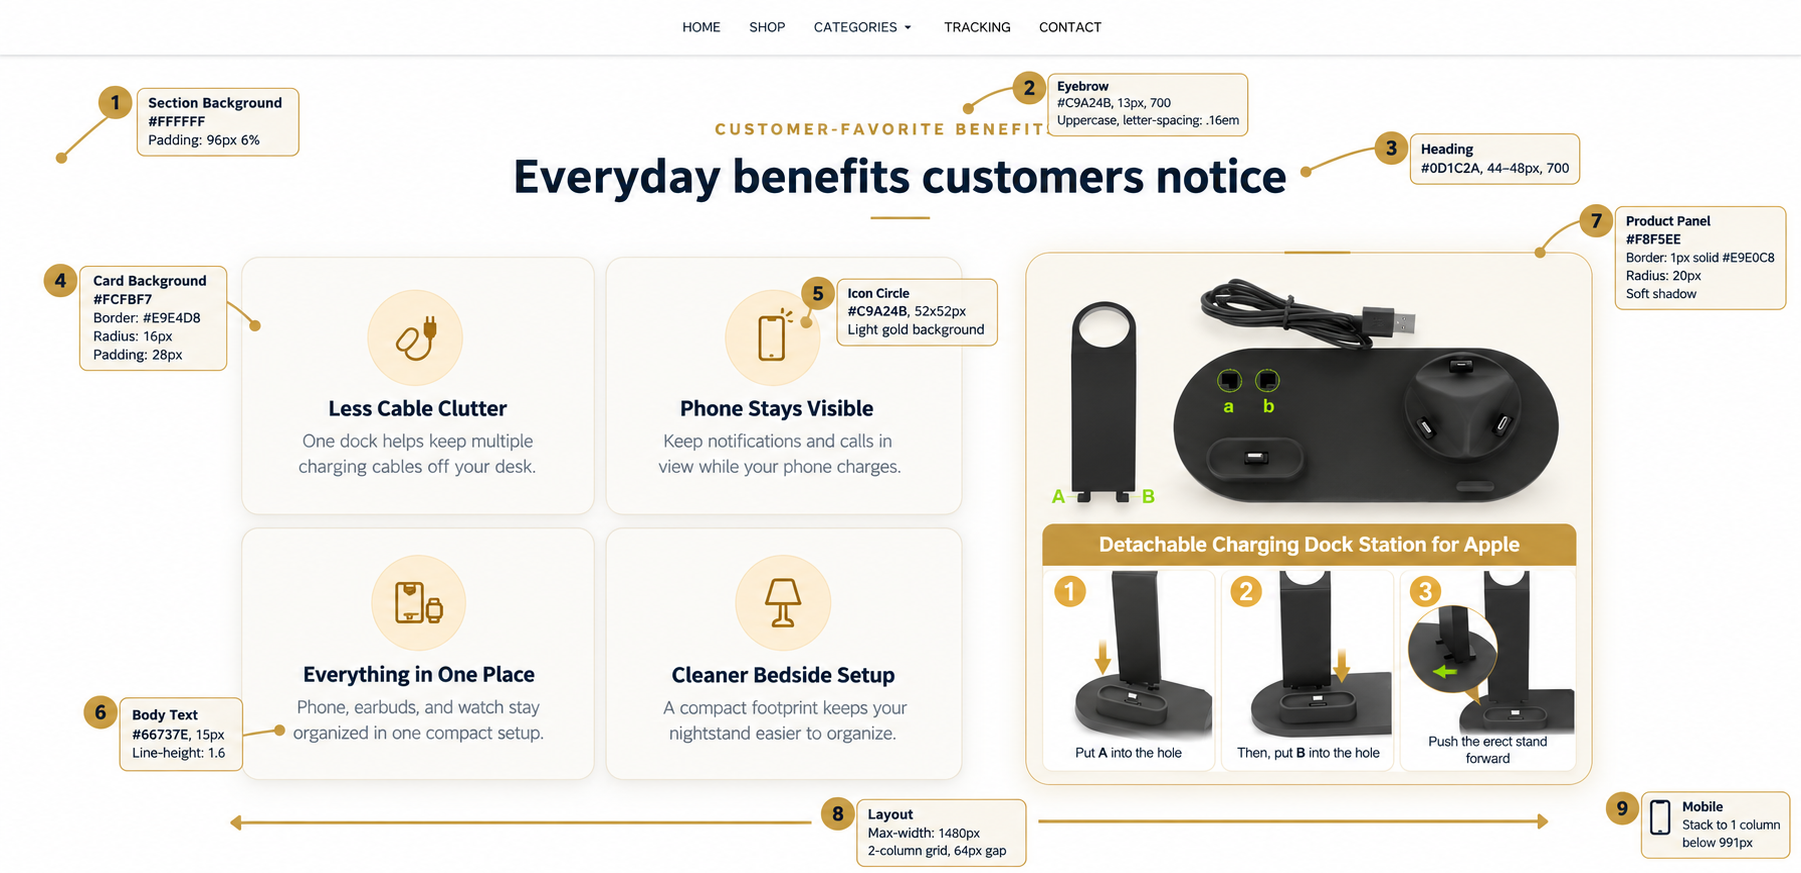 HOME SHOP CATEGORIES TRACKING CONTACT
1
Section Background
#FFFFFF
Padding: 96px 6%
2
Eyebrow
#C9A24B, 13px, 700
Uppercase, letter-spacing: .16em
CUSTOMER-FAVORITE BENEFIT
3
Heading
#0D1C2A, 44–48px, 700
Everyday benefits customers notice
7
Product Panel
#F8F5EE
Border: 1px solid #E9E0C8
Radius: 20px
Soft shadow
4
Card Background
#FCFBF7
Border: #E9E4D8
Radius: 16px
Padding: 28px
5
Icon Circle
#C9A24B, 52x52px
Light gold background
Less Cable Clutter
One dock helps keep multiple
charging cables off your desk.
Phone Stays Visible
Keep notifications and calls in
view while your phone charges.
a b
A B
Detachable Charging Dock Station for Apple
1
Put A into the hole
2
Then, put B into the hole
3
Push the erect stand
forward
Everything in One Place
Phone, earbuds, and watch stay
organized in one compact setup.
Cleaner Bedside Setup
A compact footprint keeps your
nightstand easier to organize.
6
Body Text
#66737E, 15px
Line-height: 1.6
8
Layout
Max-width: 1480px
2-column grid, 64px gap
9
Mobile
Stack to 1 column
below 991px